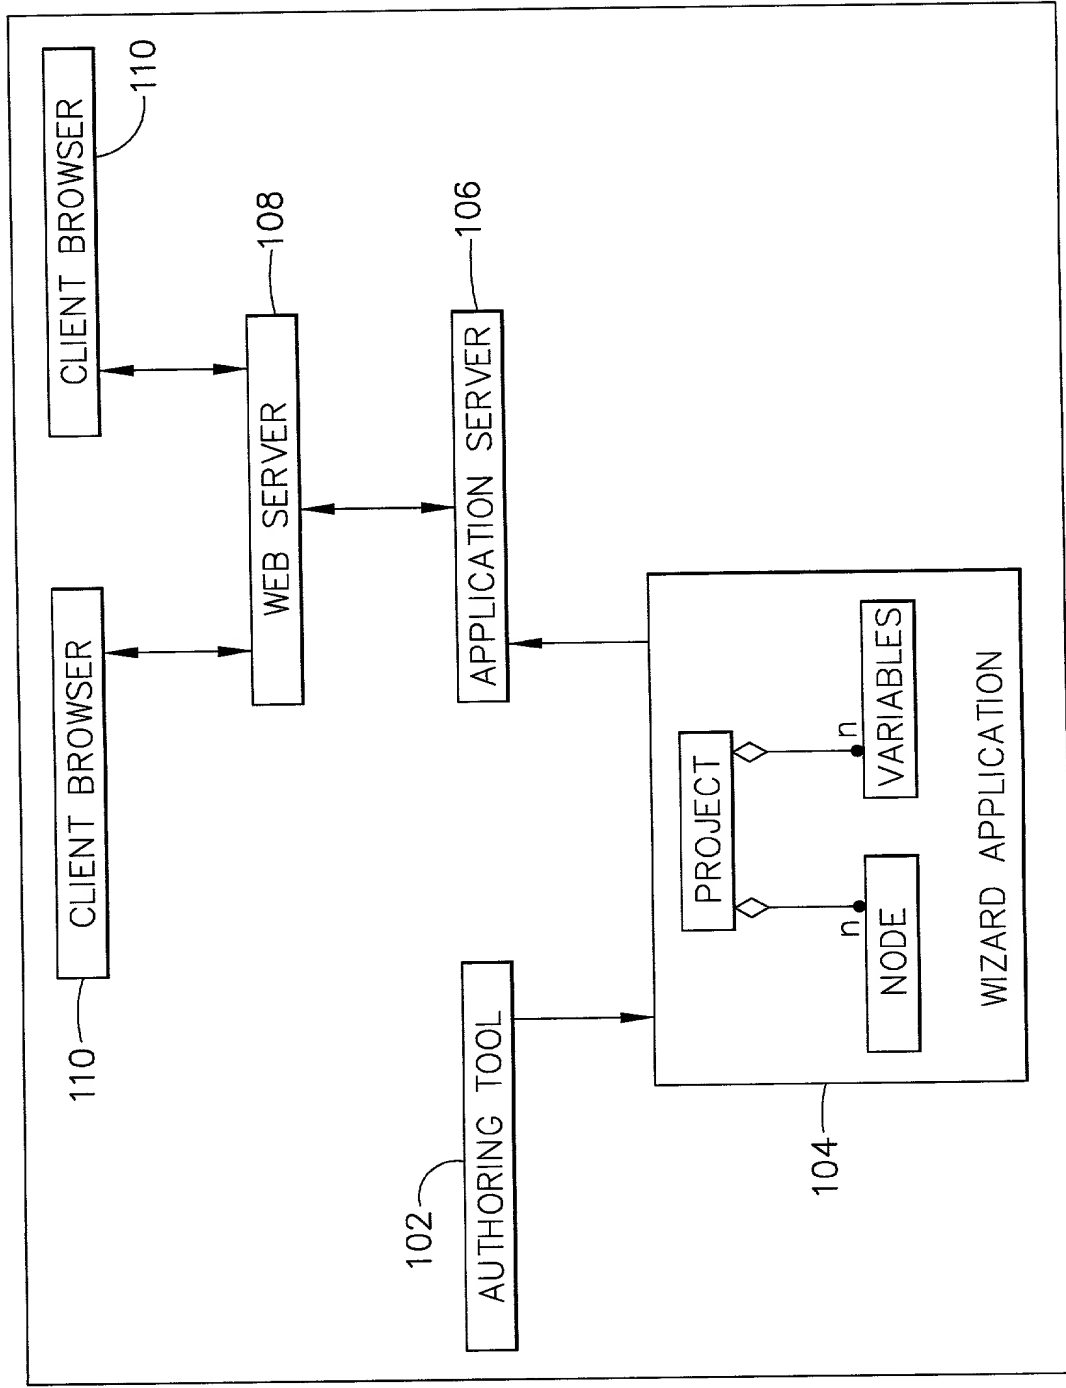 CLIENT BROWSER
CLIENT BROWSER
110
110
WEB SERVER
108
102
AUTHORING TOOL
APPLICATION SERVER
106
PROJECT
n
n
NODE
VARIABLES
WIZARD APPLICATION
104